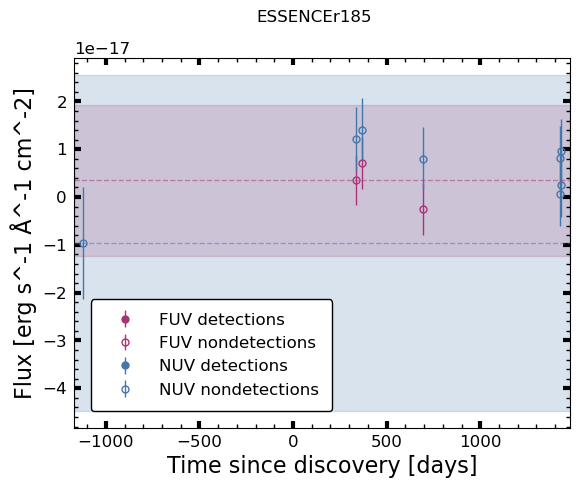 ESSENCEr185
1e−17
2
1
0
−1
−2
−3
−4
Flux [erg s^-1 Å^-1 cm^-2]
FUV detections
FUV nondetections
NUV detections
NUV nondetections
−1000 −500 0 500 1000
Time since discovery [days]